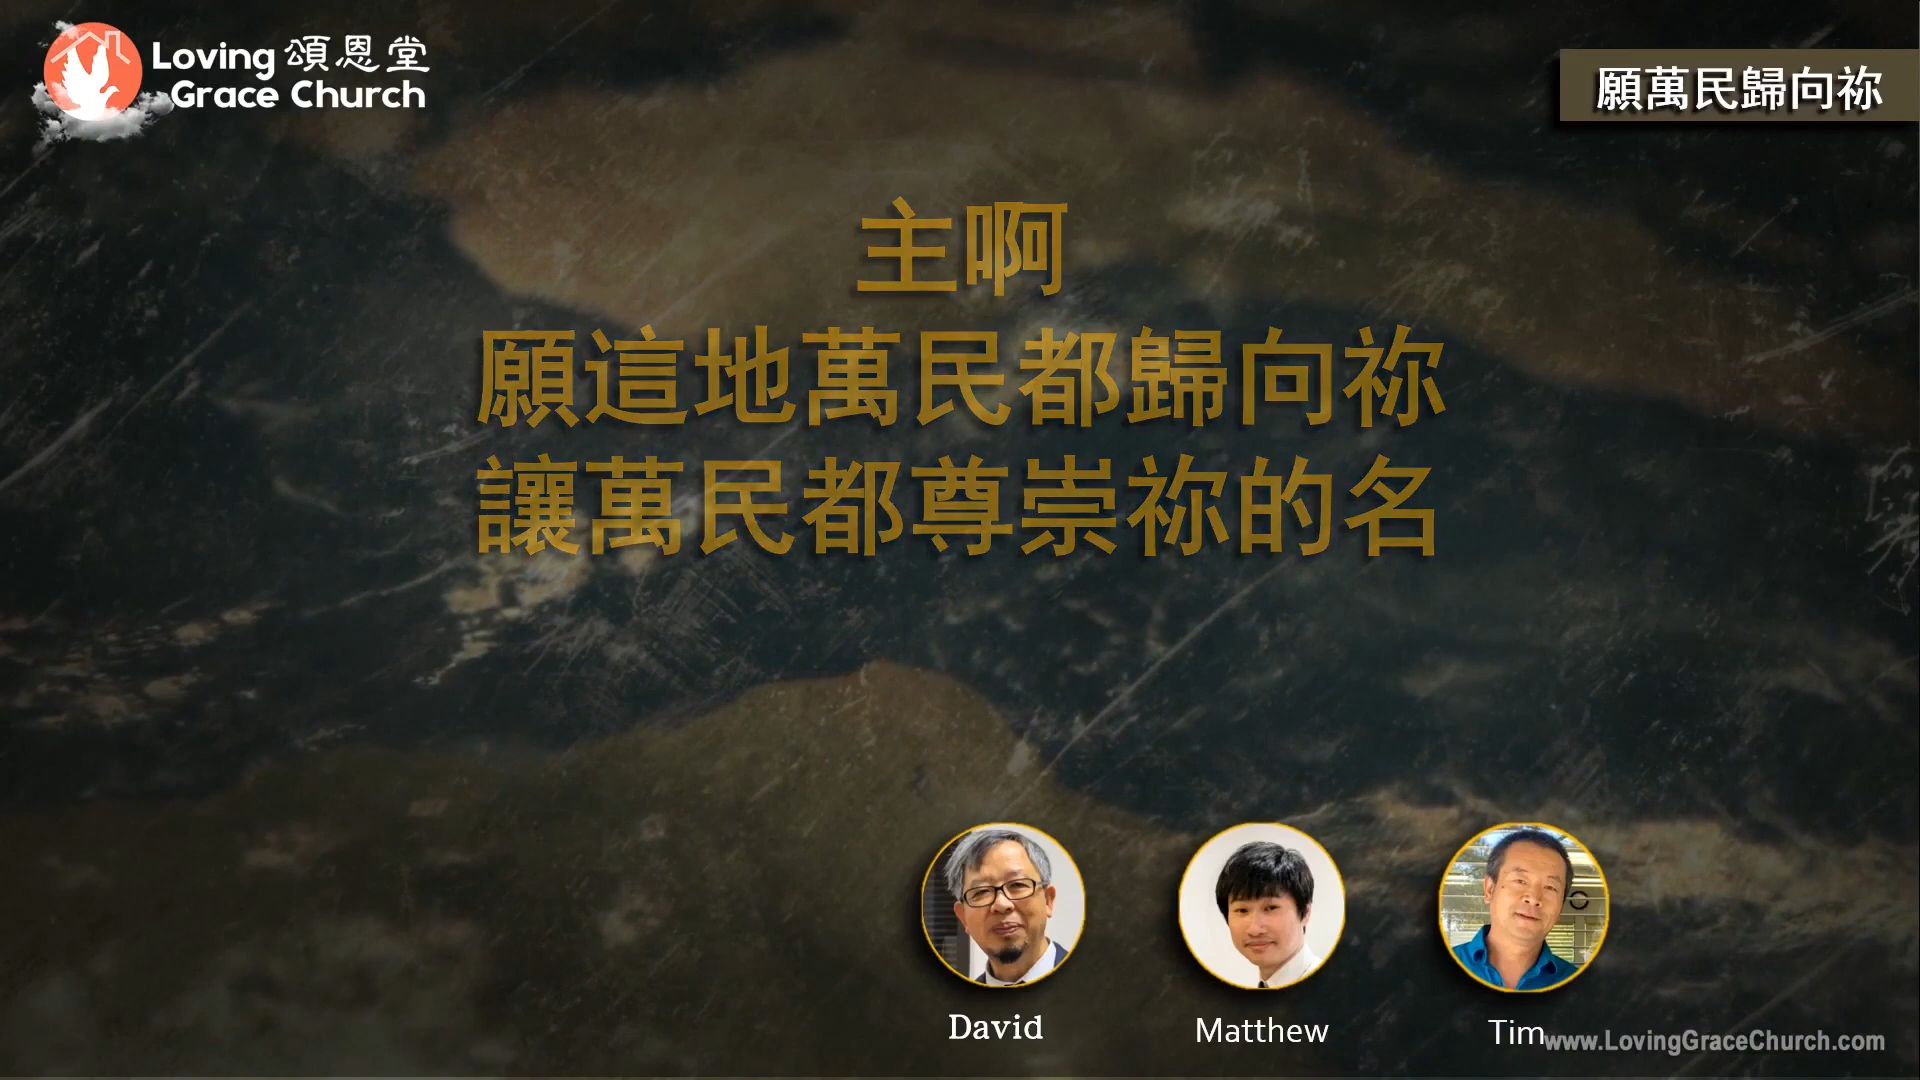 Loving 頌恩堂
Grace Church
願萬民歸向祢
主啊
願這地萬民都歸向祢
讓萬民都尊崇祢的名
David
Matthew
Tim
www.LovingGraceChurch.com